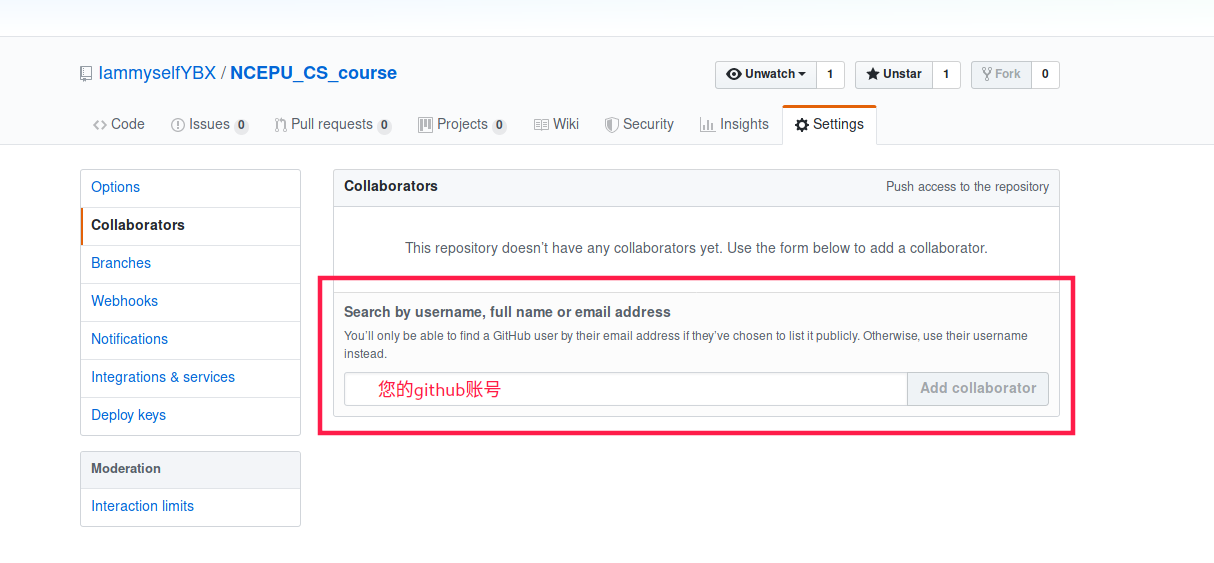 IammyselfYBX / NCEPU_CS_course
Unwatch 1 Unstar 1 Fork 0
Code Issues 0 Pull requests 0 Projects 0 Wiki Security Insights Settings
Options
Collaborators
Branches
Webhooks
Notifications
Integrations & services
Deploy keys
Moderation
Interaction limits
Collaborators Push access to the repository
This repository doesn’t have any collaborators yet. Use the form below to add a collaborator.
Search by username, full name or email address
You’ll only be able to find a GitHub user by their email address if they’ve chosen to list it publicly. Otherwise, use their username
instead.
您的github账号 Add collaborator